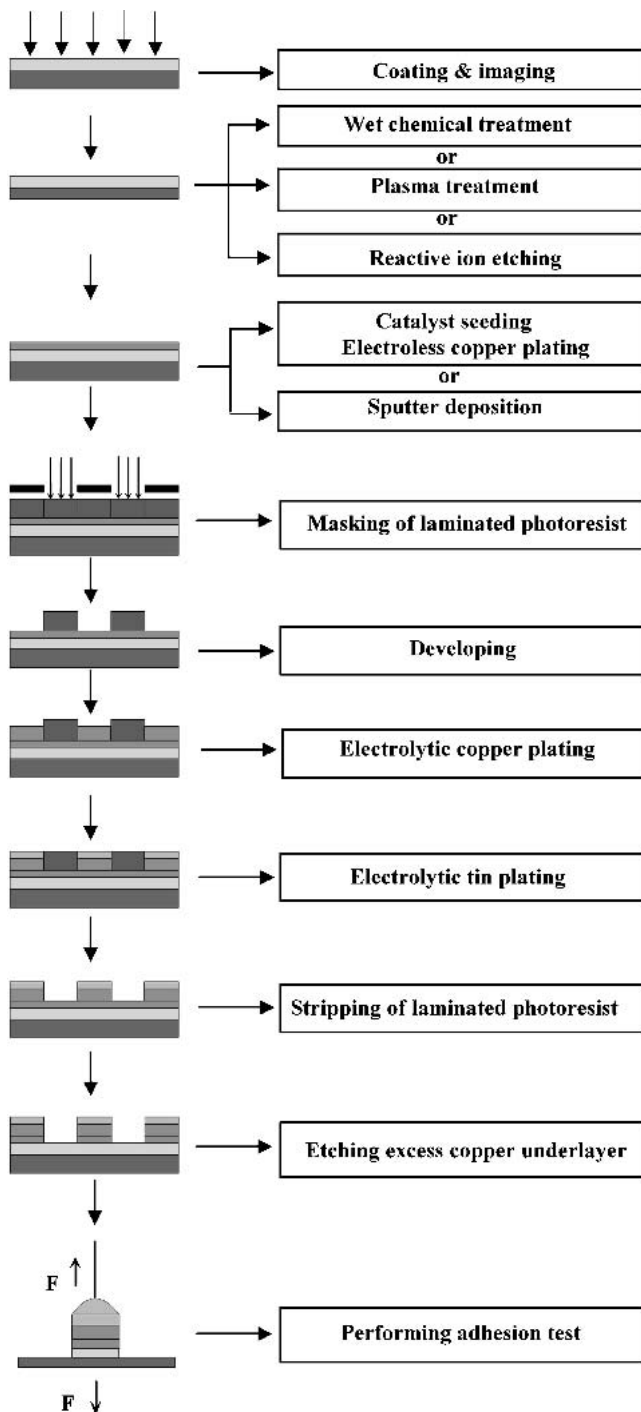 Coating & imaging
Wet chemical treatment
or
Plasma treatment
or
Reactive ion etching
Catalyst seeding
Electroless copper plating
or
Sputter deposition
Masking of laminated photoresist
Developing
Electrolytic copper plating
Electrolytic tin plating
Stripping of laminated photoresist
Etching excess copper underlayer
F
Performing adhesion test
F